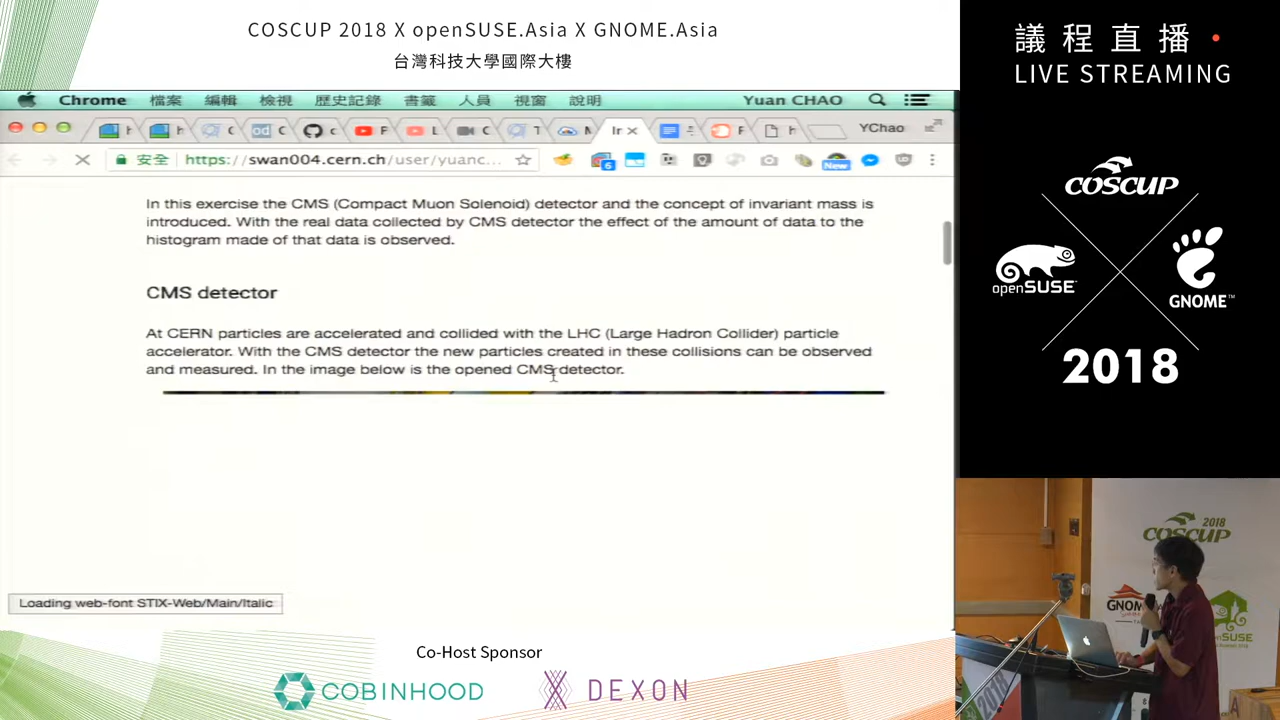 COSCUP 2018 X openSUSE.Asia X GNOME.Asia
台灣科技大學國際大樓
議程直播
LIVE STREAMING
Chrome 檔案 編輯 檢視 歷史記錄 書籤 人員 視窗 說明 Yuan CHAO
YChao
安全 https://swan004.cern.ch/user/yuanc...
6
New
In this exercise the CMS (Compact Muon Solenoid) detector and the concept of invariant mass is
introduced. With the real data collected by CMS detector the effect of the amount of data to the
histogram made of that data is observed.
CMS detector
At CERN particles are accelerated and collided with the LHC (Large Hadron Collider) particle
accelerator. With the CMS detector the new particles created in these collisions can be observed
and measured. In the image below is the opened CMS detector.
Loading web-font STIX-Web/Main/Italic
COSCUP
openSUSE
GNOME™
2018
2018
COSCUP
Co-Host Sponsor
COBINHOOD
DEXON